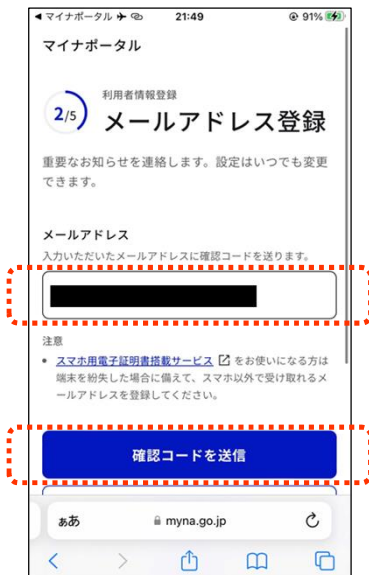 マイナポータル 21:49 91%
マイナポータル
2/5
利用者情報登録
メールアドレス登録
重要なお知らせを連絡します。設定はいつでも変更
できます。
メールアドレス
入力いただいたメールアドレスに確認コードを送ります。
注意
• スマホ用電子証明書搭載サービス をお使いになる方は
端末を紛失した場合に備えて、スマホ以外で受け取れるメ
ールアドレスを登録してください。
確認コードを送信
ぁあ myna.go.jp